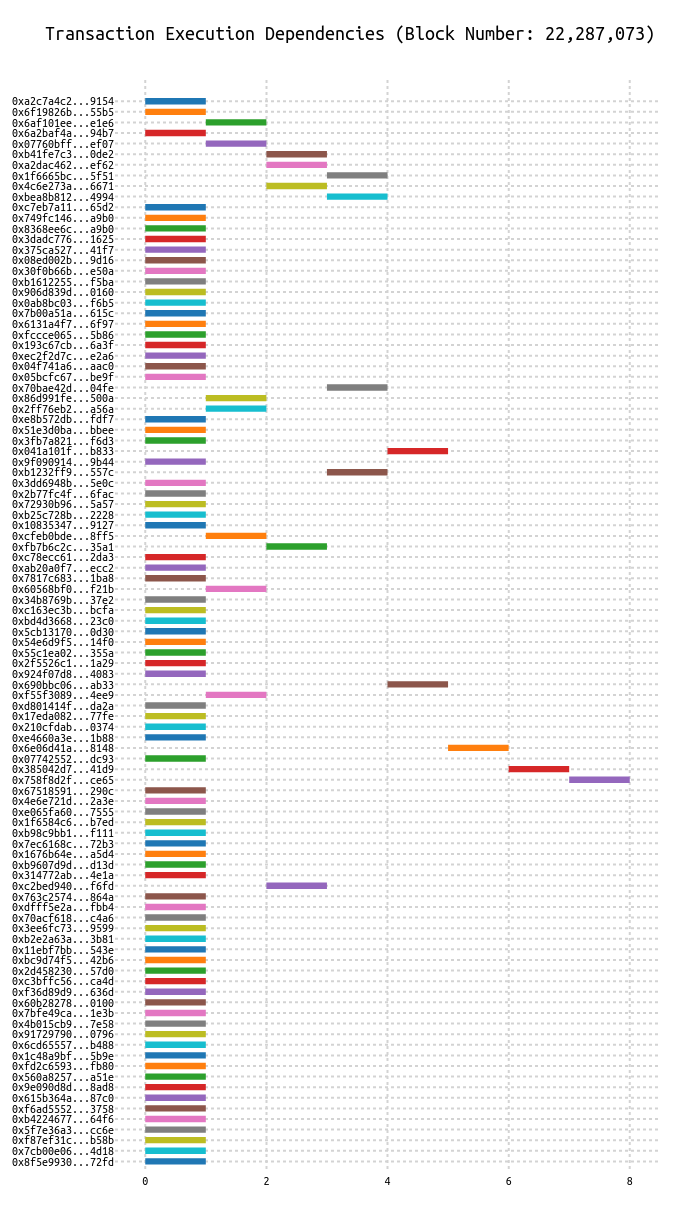 Transaction Execution Dependencies (Block Number: 22,287,073)
0xa2c7a4c2...9154
0x6f19826b...55b5
0x6af101ee...e1e6
0x6a2baf4a...94b7
0x07760bff...ef07
0xb41fe7c3...0de2
0xa2dac462...ef62
0x1f6665bc...5f51
0x4c6e273a...6671
0xbea8b812...4994
0xc7eb7a11...65d2
0x749fc146...a9b0
0x8368ee6c...a9b0
0x3dadc776...1625
0x375ca527...41f7
0x08ed002b...9d16
0x30f0b66b...e50a
0xb1612255...f5ba
0x906d839d...0160
0x0ab8bc03...f6b5
0x7b00a51a...615c
0x6131a4f7...6f97
0xfccce065...5b86
0x193c67cb...6a3f
0xec2f2d7c...e2a6
0x04f741a6...aac0
0x05bcfc67...be9f
0x70bae42d...04fe
0x86d991fe...500a
0x2ff76eb2...a56a
0xe8b572db...fdf7
0x51e3d0ba...bbee
0x3fb7a821...f6d3
0x041a101f...b833
0x9f090914...9b44
0xb1232ff9...557c
0x3dd6948b...5e0c
0x2b77fc4f...6fac
0x72930b96...5a57
0xb25c728b...2228
0x10835347...9127
0xcfeb0bde...8ff5
0xfb7b6c2c...35a1
0xc78ecc61...2da3
0xab20a0f7...ecc2
0x7817c683...1ba8
0x60568bf0...f21b
0x34b8769b...37e2
0xc163ec3b...bcfa
0xbd4d3668...23c0
0x5cb13170...0d30
0x54e6d9f5...14f0
0x55c1ea02...355a
0x2f5526c1...1a29
0x924f07d8...4083
0x690bbc06...ab33
0xf55f3089...4ee9
0xd801414f...da2a
0x17eda082...77fe
0x210cfdab...0374
0xe4660a3e...1b88
0x6e06d41a...8148
0x07742552...dc93
0x385042d7...41d9
0x758f8d2f...ce65
0x67518591...290c
0x4e6e721d...2a3e
0xe065fa60...7555
0x1f6584c6...b7ed
0xb98c9bb1...f111
0x7ec6168c...72b3
0x1676b64e...a5d4
0xb9607d9d...d13d
0x314772ab...4e1a
0xc2bed940...f6fd
0x763c2574...864a
0xdfff5e2a...fbb4
0x70acf618...c4a6
0x3ee6fc73...9599
0xb2e2a63a...3b81
0x11ebf7bb...543e
0xbc9d74f5...42b6
0x2d458230...57d0
0xc3bffc56...ca4d
0xf36d89d9...636d
0x60b28278...0100
0x7bfe49ca...1e3b
0x4b015cb9...7e58
0x91729790...0796
0x6cd65557...b488
0x1c48a9bf...5b9e
0xfd2c6593...fb80
0x560a8257...a51e
0x9e090d8d...8ad8
0x615b364a...87c0
0xf6ad5552...3758
0xb4224677...64f6
0x5f7e36a3...cc6e
0xf87ef31c...b58b
0x7cb00e06...4d18
0x8f5e9930...72fd
0 2 4 6 8